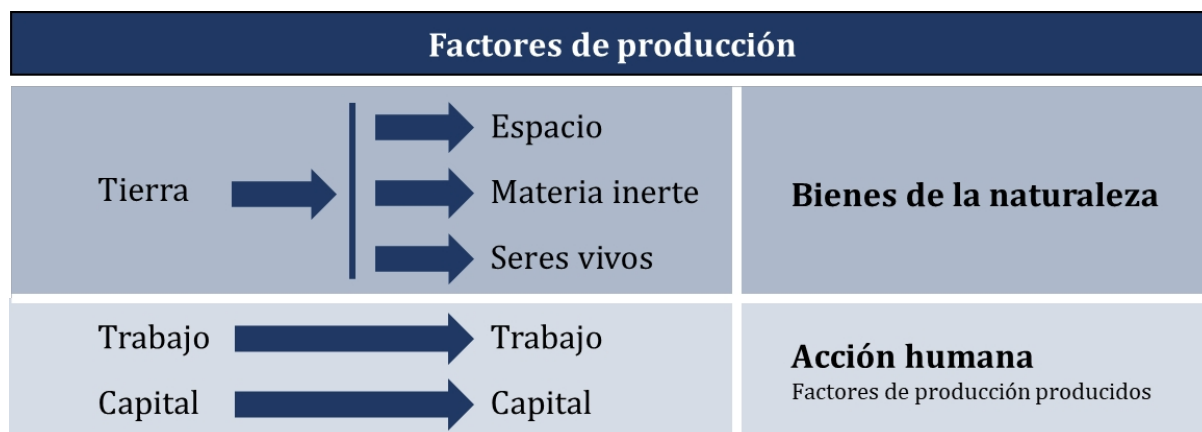 Factores de producción
Tierra
Espacio
Materia inerte
Seres vivos
Bienes de la naturaleza
Trabajo
Trabajo
Capital
Capital
Acción humana
Factores de producción producidos